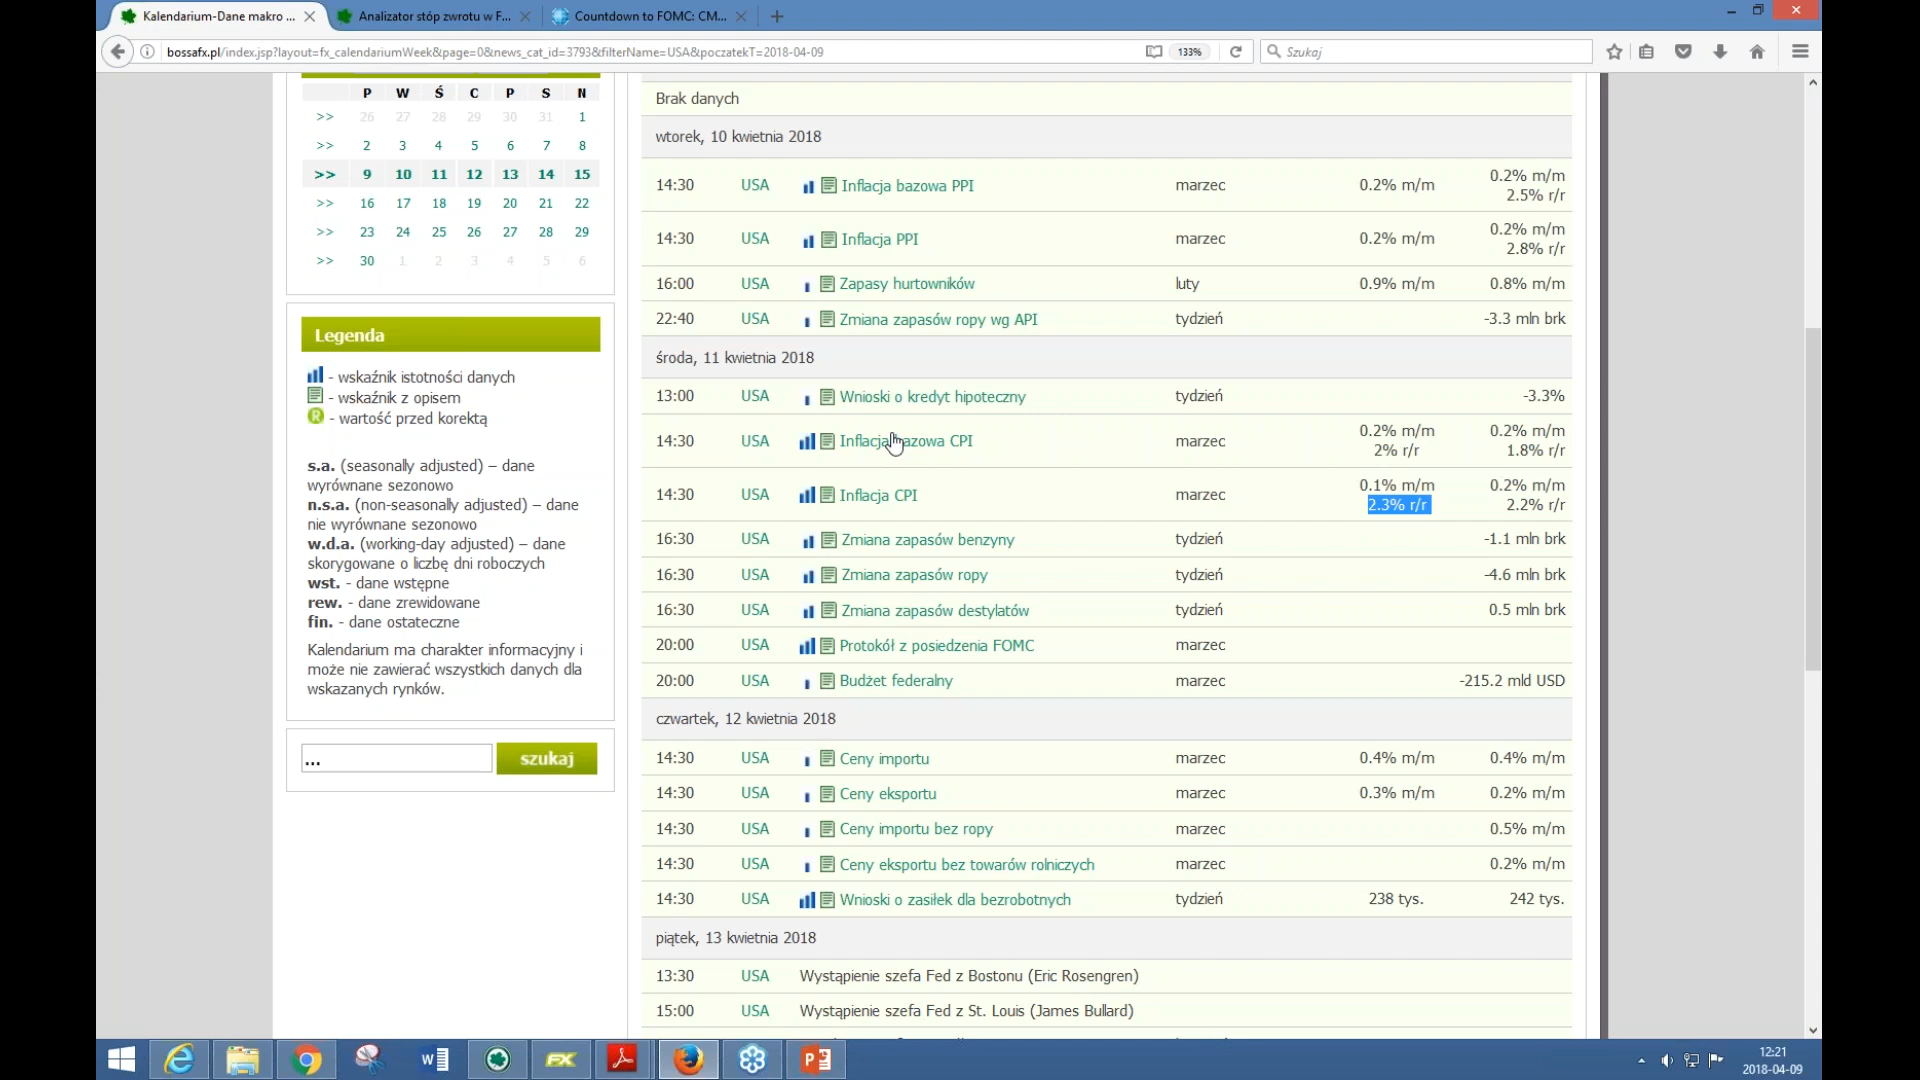 Kalendarium-Dane makro ...
Analizator stóp zwrotu w F...
Countdown to FOMC: CM...
bossafx.pl/index.jsp?layout=fx_calendariumWeek&page=0&news_cat_id=3793&filterName=USA&poczatekT=2018-04-09
133%
Szukaj
P W Ś C P S N
>> 26 27 28 29 30 31 1
>> 2 3 4 5 6 7 8
>> 9 10 11 12 13 14 15
>> 16 17 18 19 20 21 22
>> 23 24 25 26 27 28 29
>> 30 1 2 3 4 5 6
Legenda
- wskaźnik istotności danych
- wskaźnik z opisem
R - wartość przed korektą
s.a. (seasonally adjusted) – dane
wyrównane sezonowo
n.s.a. (non-seasonally adjusted) – dane
nie wyrównane sezonowo
w.d.a. (working-day adjusted) – dane
skorygowane o liczbę dni roboczych
wst. - dane wstępne
rew. - dane zrewidowane
fin. - dane ostateczne
Kalendarium ma charakter informacyjny i
może nie zawierać wszystkich danych dla
wskazanych rynków.
...
szukaj
Brak danych
wtorek, 10 kwietnia 2018
14:30 USA Inflacja bazowa PPI marzec 0.2% m/m 0.2% m/m
2.5% r/r
14:30 USA Inflacja PPI marzec 0.2% m/m 0.2% m/m
2.8% r/r
16:00 USA Zapasy hurtowników luty 0.9% m/m 0.8% m/m
22:40 USA Zmiana zapasów ropy wg API tydzień -3.3 mln brk
środa, 11 kwietnia 2018
13:00 USA Wnioski o kredyt hipoteczny tydzień -3.3%
14:30 USA Inflacja bazowa CPI marzec 0.2% m/m 0.2% m/m
2% r/r 1.8% r/r
14:30 USA Inflacja CPI marzec 0.1% m/m 0.2% m/m
2.3% r/r 2.2% r/r
16:30 USA Zmiana zapasów benzyny tydzień -1.1 mln brk
16:30 USA Zmiana zapasów ropy tydzień -4.6 mln brk
16:30 USA Zmiana zapasów destylatów tydzień 0.5 mln brk
20:00 USA Protokół z posiedzenia FOMC marzec
20:00 USA Budżet federalny marzec -215.2 mld USD
czwartek, 12 kwietnia 2018
14:30 USA Ceny importu marzec 0.4% m/m 0.4% m/m
14:30 USA Ceny eksportu marzec 0.3% m/m 0.2% m/m
14:30 USA Ceny importu bez ropy marzec 0.5% m/m
14:30 USA Ceny eksportu bez towarów rolniczych marzec 0.2% m/m
14:30 USA Wnioski o zasiłek dla bezrobotnych tydzień 238 tys. 242 tys.
piątek, 13 kwietnia 2018
13:30 USA Wystąpienie szefa Fed z Bostonu (Eric Rosengren)
15:00 USA Wystąpienie szefa Fed z St. Louis (James Bullard)
FX
12:21
2018-04-09